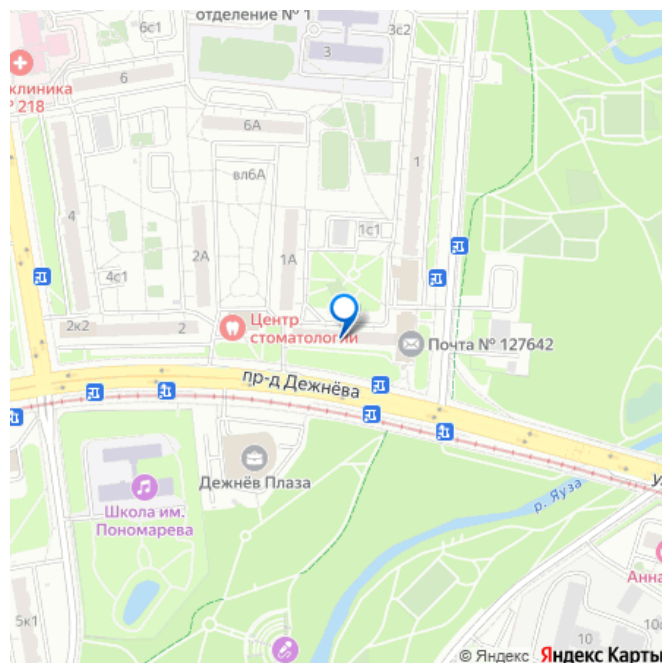 отделение № 1
6с1
3с2
3
клиника
№ 218
6
6А
1
вл6А
4
1с1
2А
1А
4с1
2к2
2
Центр
стоматологии
Почта № 127642
пр-д Дежнёва
Дежнёв Плаза
Школа им.
Пономарева
р. Яуза
Анна
5к1
10
10с
© Яндекс Яндекс Карты